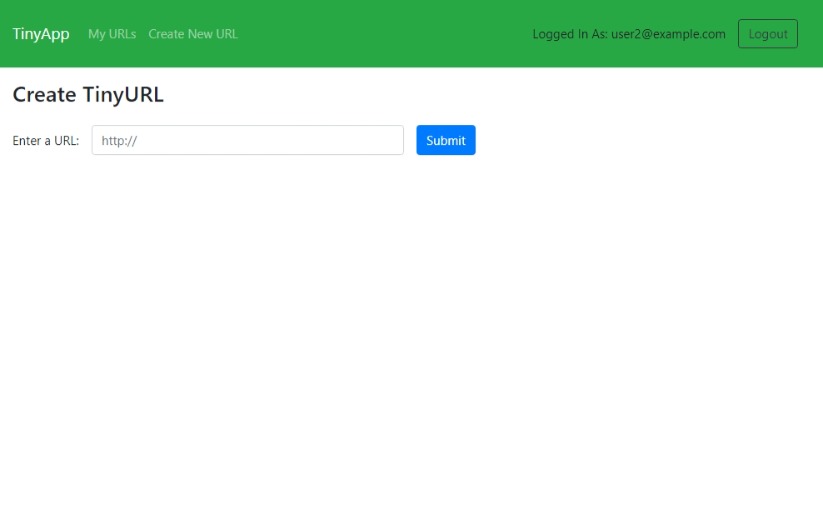 TinyApp My URLs Create New URL Logged In As: user2@example.com Logout
Create TinyURL
Enter a URL: http:// Submit